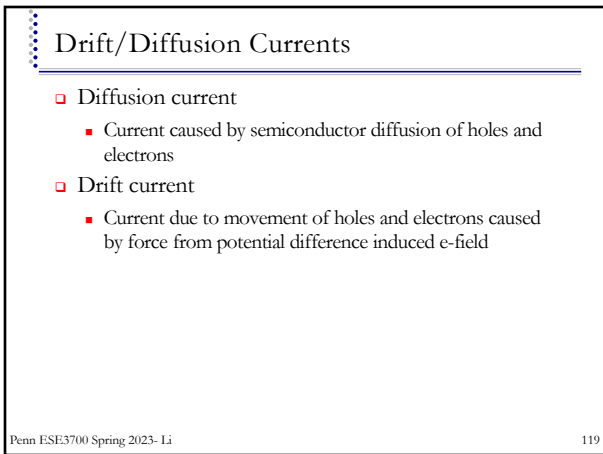 Drift/Diffusion Currents
Diffusion current
Current caused by semiconductor diffusion of holes and
electrons
Drift current
Current due to movement of holes and electrons caused
by force from potential difference induced e-field
Penn ESE3700 Spring 2023- Li
119